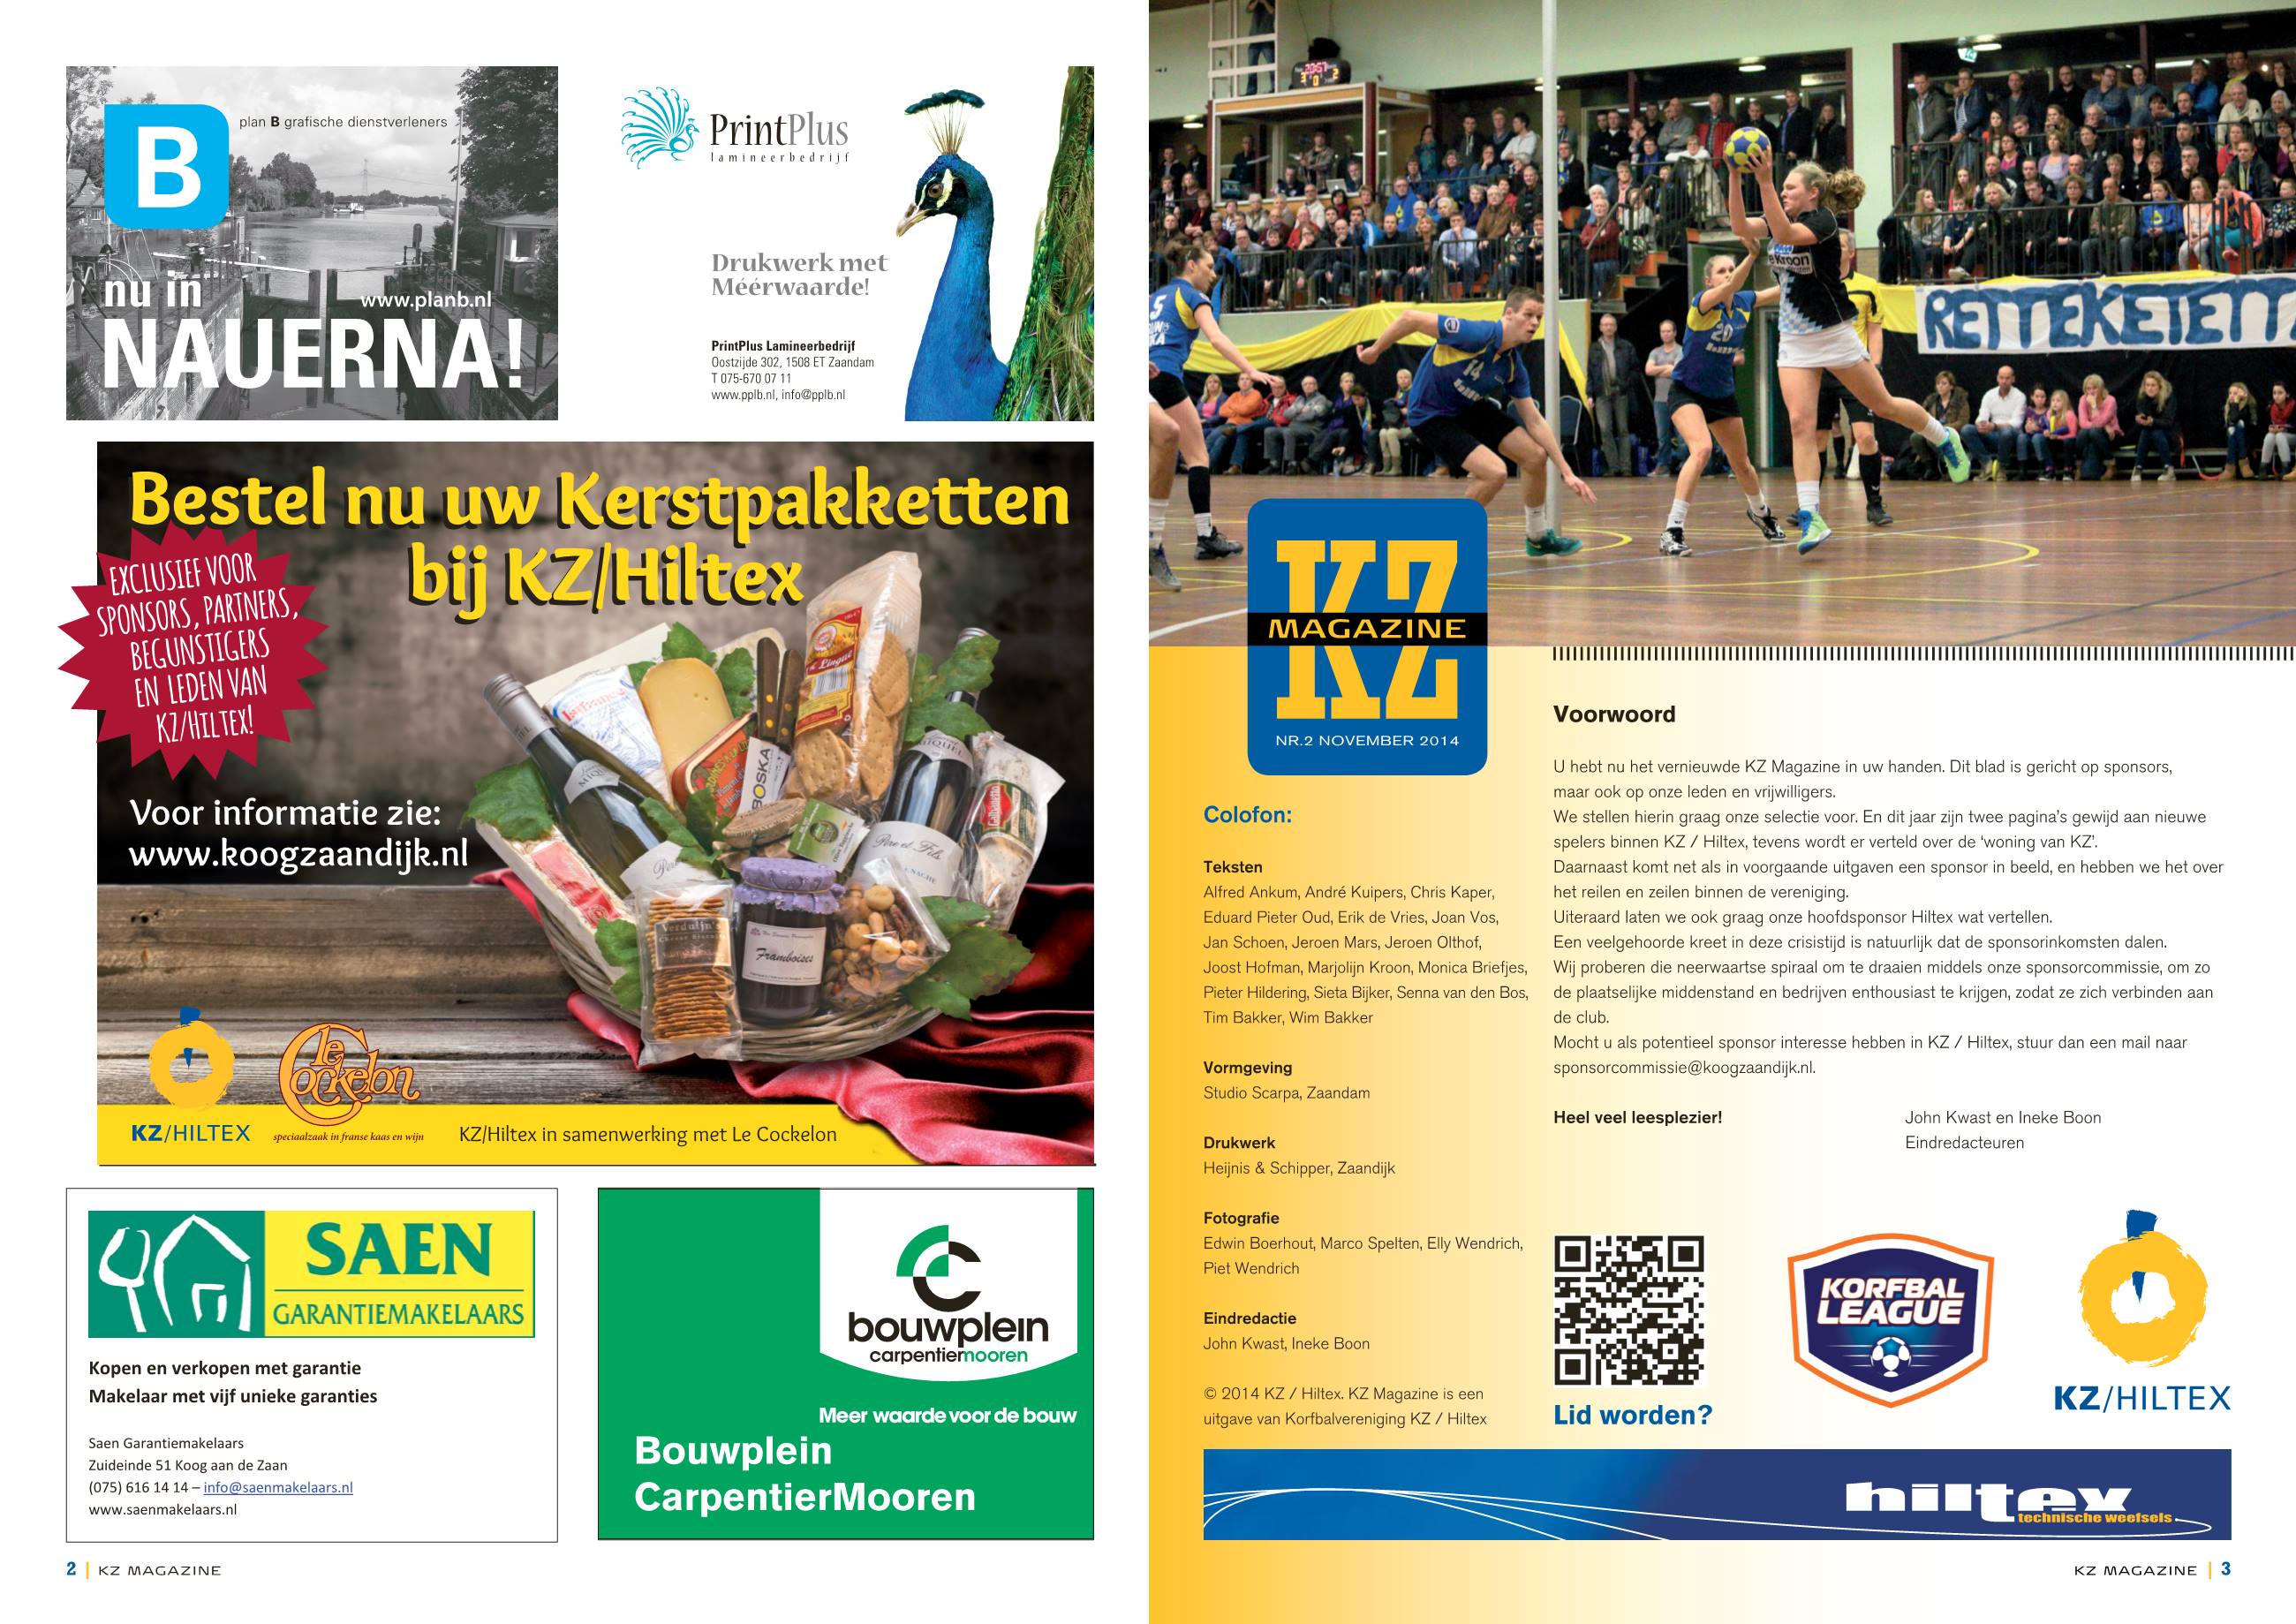 B
plan B grafische dienstverleners
nu in
www.planb.nl
NAUERNA!
PrintPlus
lamineerbedrijf
Drukwerk met
Méérwaarde!
PrintPlus Lamineerbedrijf
Oostzijde 302, 1508 ET Zaandam
T 075-670 07 11
www.pplb.nl, info@pplb.nl
Bestel nu uw Kerstpakketten
bij KZ/Hiltex
EXCLUSIEF VOOR
SPONSORS, PARTNERS,
BEGUNSTIGERS
EN LEDEN VAN
KZ/HILTEX!
Voor informatie zie:
www.koogzaandijk.nl
BOSKA
Verduijn's
Framboises
Père et Fils
KZ/HILTEX
le Cockelon
speciaalzaak in franse kaas en wijn
KZ/Hiltex in samenwerking met Le Cockelon
SAEN
GARANTIEMAKELAARS
Kopen en verkopen met garantie
Makelaar met vijf unieke garanties
Saen Garantiemakelaars
Zuideinde 51 Koog aan de Zaan
(075) 616 14 14 – info@saenmakelaars.nl
www.saenmakelaars.nl
bouwplein
carpentiermooren
Meer waarde voor de bouw
Bouwplein
CarpentierMooren
2 | KZ MAGAZINE
RETTEKETETT
5
14
20
KZ
MAGAZINE
NR.2 NOVEMBER 2014
Colofon:
Teksten
Alfred Ankum, André Kuipers, Chris Kaper,
Eduard Pieter Oud, Erik de Vries, Joan Vos,
Jan Schoen, Jeroen Mars, Jeroen Olthof,
Joost Hofman, Marjolijn Kroon, Monica Briefjes,
Pieter Hildering, Sieta Bijker, Senna van den Bos,
Tim Bakker, Wim Bakker
Vormgeving
Studio Scarpa, Zaandam
Drukwerk
Heijnis & Schipper, Zaandijk
Fotografie
Edwin Boerhout, Marco Spelten, Elly Wendrich,
Piet Wendrich
Eindredactie
John Kwast, Ineke Boon
© 2014 KZ / Hiltex. KZ Magazine is een
uitgave van Korfbalvereniging KZ / Hiltex
Voorwoord
U hebt nu het vernieuwde KZ Magazine in uw handen. Dit blad is gericht op sponsors,
maar ook op onze leden en vrijwilligers.
We stellen hierin graag onze selectie voor. En dit jaar zijn twee pagina's gewijd aan nieuwe
spelers binnen KZ / Hiltex, tevens wordt er verteld over de ‘woning van KZ’.
Daarnaast komt net als in voorgaande uitgaven een sponsor in beeld, en hebben we het over
het reilen en zeilen binnen de vereniging.
Uiteraard laten we ook graag onze hoofdsponsor Hiltex wat vertellen.
Een veelgehoorde kreet in deze crisistijd is natuurlijk dat de sponsorinkomsten dalen.
Wij proberen die neerwaartse spiraal om te draaien middels onze sponsorcommissie, om zo
de plaatselijke middenstand en bedrijven enthousiast te krijgen, zodat ze zich verbinden aan
de club.
Mocht u als potentieel sponsor interesse hebben in KZ / Hiltex, stuur dan een mail naar
sponsorcommissie@koogzaandijk.nl.
Heel veel leesplezier!
John Kwast en Ineke Boon
Eindredacteuren
Lid worden?
KORFBAL
LEAGUE
KZ/HILTEX
hiltex
technische weefsels
KZ MAGAZINE | 3